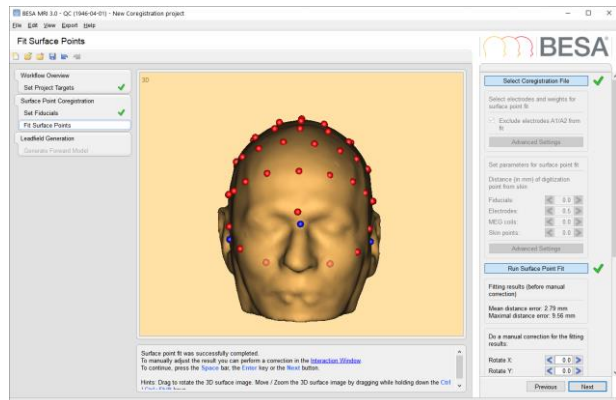 BESA MRI 3.0 - QC (1946-04-01) - New Coregistration project
File Edit View Export Help
Fit Surface Points
BESA
Workflow Overview
Set Project Targets
Surface Point Coregistration
Set Fiducials
Fit Surface Points
Leadfield Generation
Generate Forward Model
3D
Surface point fit was successfully completed.
To manually adjust the result you can perform a correction in the Interaction Window
To continue, press the Space bar, the Enter key or the Next button.
Hints: Drag to rotate the 3D surface image. Move / Zoom the 3D surface image by dragging while holding down the Ctrl
Select Coregistration File
Select electrodes and weights for
surface point fit
Exclude electrodes A1/A2 from
fit
Advanced Settings
Set parameters for surface point fit
Distance (in mm) of digitization
point from skin
Fiducials: 0.0
Electrodes: 0.5
MEG coils: 0.0
Skin points: 0.0
Advanced Settings
Run Surface Point Fit
Fitting results (before manual
correction)
Mean distance error: 2.79 mm
Maximal distance error: 9.56 mm
Do a manual correction for the fitting
results:
Rotate X: 0.0
Rotate Y: 0.0
Previous Next